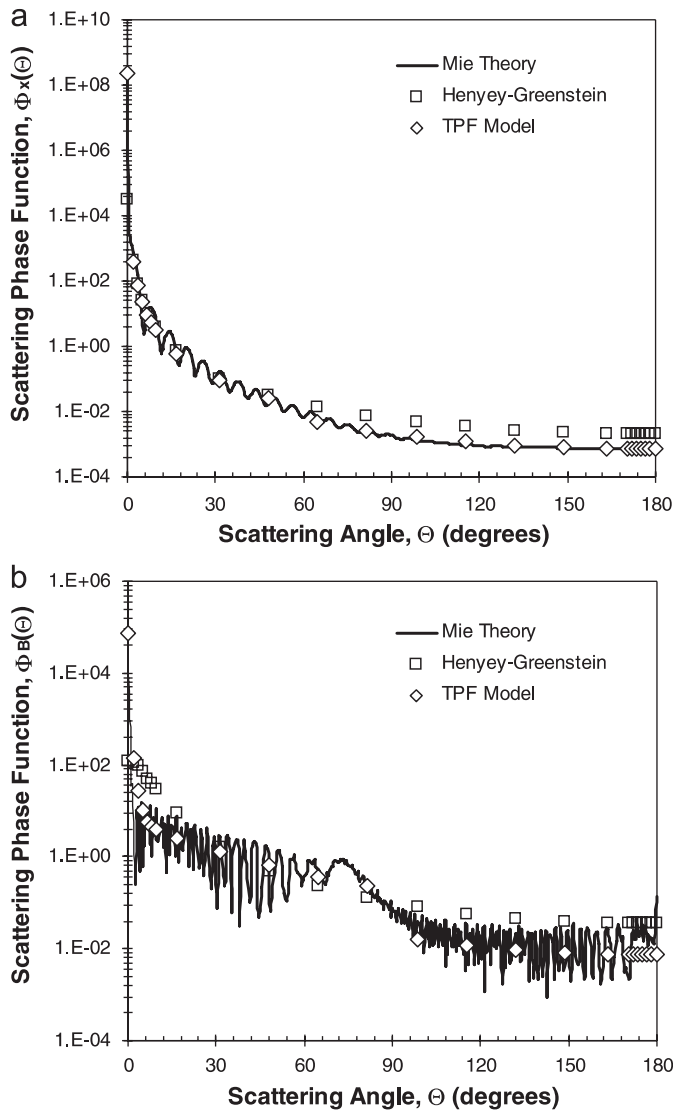 a
1.E+10
1.E+08
1.E+06
1.E+04
1.E+02
1.E+00
1.E-02
1.E-04
Scattering Phase Function, Φx(Θ)
Mie Theory
Henyey-Greenstein
TPF Model
0 30 60 90 120 150 180
Scattering Angle, Θ (degrees)
b
1.E+06
1.E+04
1.E+02
1.E+00
1.E-02
1.E-04
Scattering Phase Function, ΦB(Θ)
Mie Theory
Henyey-Greenstein
TPF Model
0 30 60 90 120 150 180
Scattering Angle, Θ (degrees)